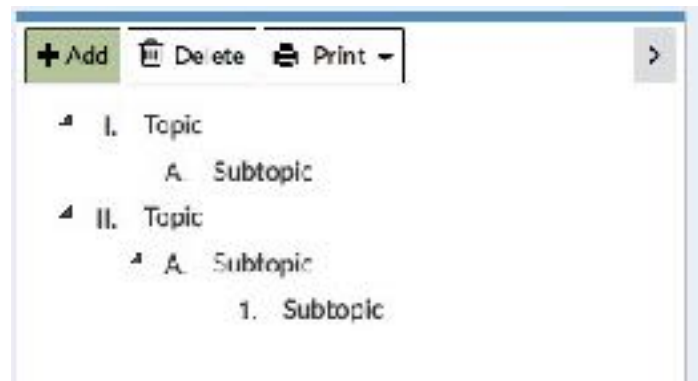 Add Delete Print
I. Topic
A. Subtopic
II. Topic
A. Subtopic
1. Subtopic